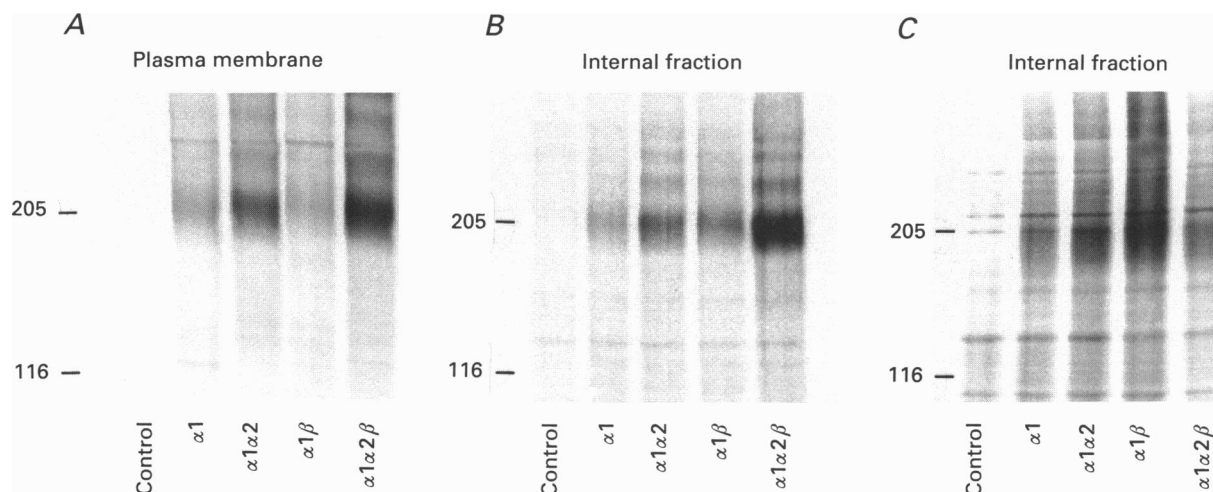 A
Plasma membrane
205
116
Control
α1
α1α2
α1β
α1α2β
B
Internal fraction
205
116
Control
α1
α1α2
α1β
α1α2β
C
Internal fraction
205
116
Control
α1
α1α2
α1β
α1α2β